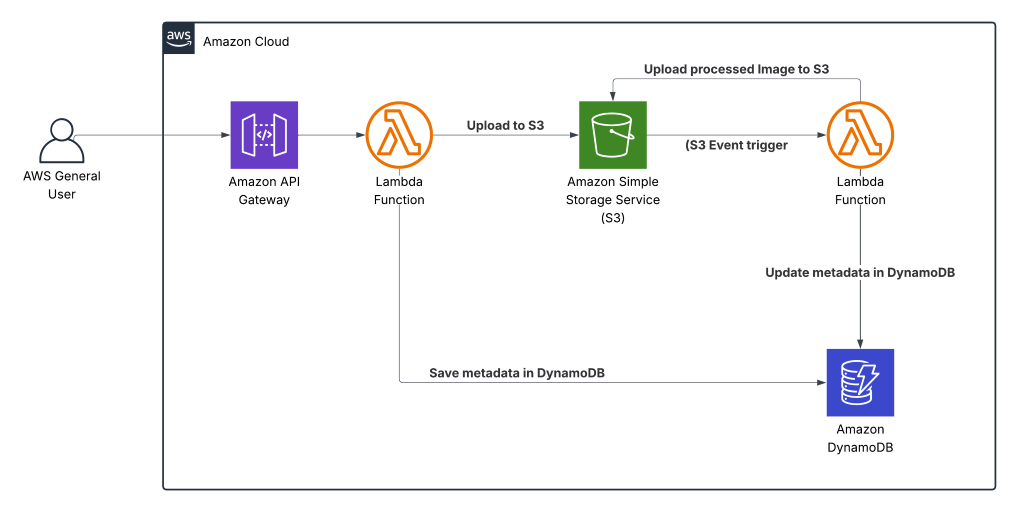 aws
Amazon Cloud
Upload processed Image to S3
Upload to S3
(S3 Event trigger
AWS General
User
Amazon API
Gateway
Lambda
Function
Amazon Simple
Storage Service
(S3)
Lambda
Function
Update metadata in DynamoDB
Save metadata in DynamoDB
Amazon
DynamoDB